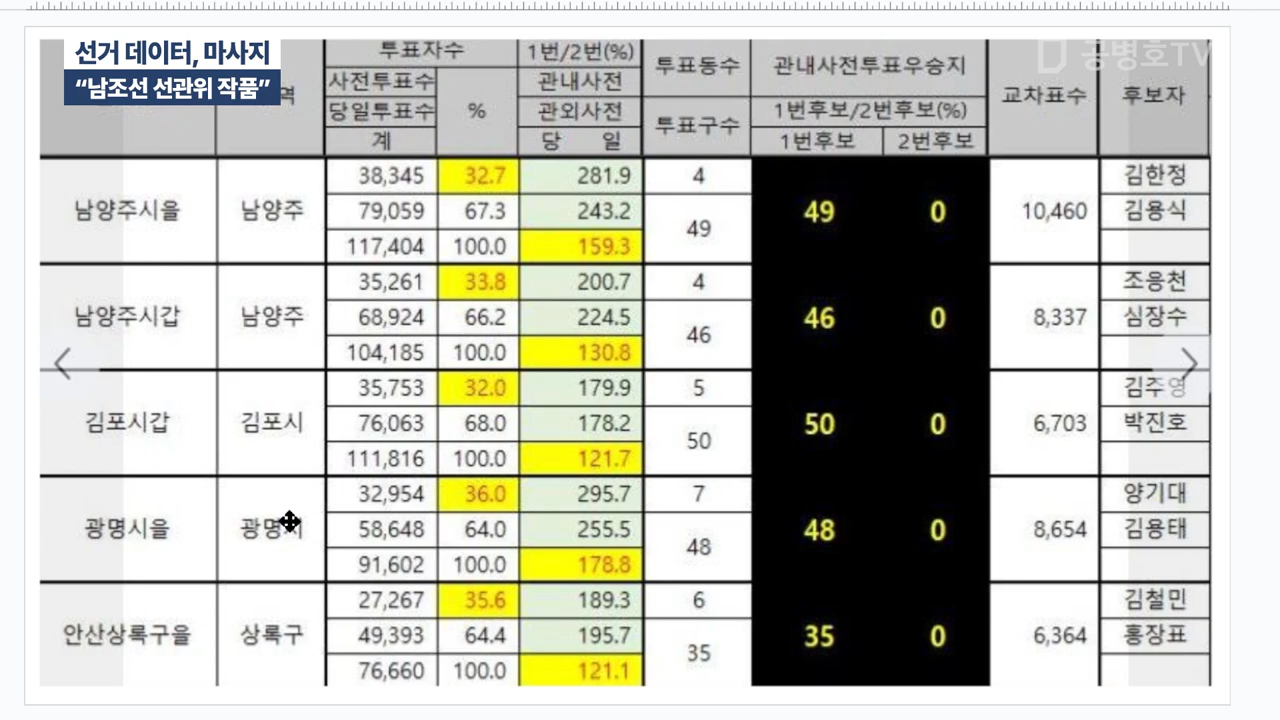 선거 데이터, 마사지
“남조선 선관위 작품”
공병호TV
역 투표자수 1번/2번(%) 투표동수 관내사전투표우승지 교차표수 후보자
사전투표수 % 관내사전
당일투표수 관외사전 투표구수 1번후보/2번후보(%)
계 당 일 1번후보 2번후보
38,345 32.7 281.9 4 김한정
남양주시을 남양주 79,059 67.3 243.2 49 49 0 10,460 김용식
117,404 100.0 159.3
35,261 33.8 200.7 4 조응천
남양주시갑 남양주 68,924 66.2 224.5 46 46 0 8,337 심장수
104,185 100.0 130.8
35,753 32.0 179.9 5 김주영
김포시갑 김포시 76,063 68.0 178.2 50 50 0 6,703 박진호
111,816 100.0 121.7
32,954 36.0 295.7 7 양기대
광명시을 광명시 58,648 64.0 255.5 48 48 0 8,654 김용태
91,602 100.0 178.8
27,267 35.6 189.3 6 김철민
안산상록구을 상록구 49,393 64.4 195.7 35 35 0 6,364 홍장표
76,660 100.0 121.1